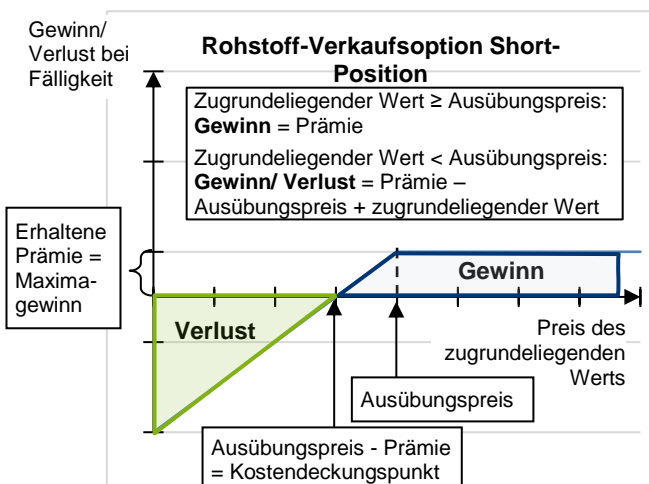 Gewinn/
Verlust bei
Fälligkeit
Rohstoff-Verkaufsoption Short-
Position
Zugrundeliegender Wert ≥ Ausübungspreis:
Gewinn = Prämie
Zugrundeliegender Wert < Ausübungspreis:
Gewinn/ Verlust = Prämie –
Ausübungspreis + zugrundeliegender Wert
Erhaltene
Prämie =
Maxima-
gewinn
Gewinn
Verlust
Preis des
zugrundeliegenden
Werts
Ausübungspreis
Ausübungspreis - Prämie
= Kostendeckungspunkt